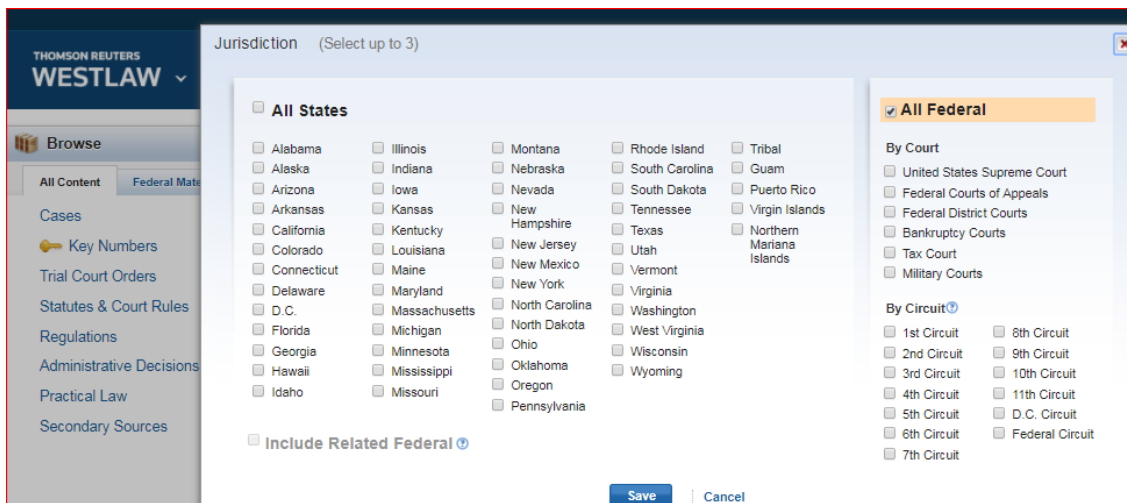 Jurisdiction (Select up to 3)
THOMSON REUTERS
WESTLAW
Browse
All Content Federal Mate
Cases
Key Numbers
Trial Court Orders
Statutes & Court Rules
Regulations
Administrative Decisions
Practical Law
Secondary Sources
All States
Alabama
Alaska
Arizona
Arkansas
California
Colorado
Connecticut
Delaware
D.C.
Florida
Georgia
Hawaii
Idaho
Illinois
Indiana
Iowa
Kansas
Kentucky
Louisiana
Maine
Maryland
Massachusetts
Michigan
Minnesota
Mississippi
Missouri
Montana
Nebraska
Nevada
New
Hampshire
New Jersey
New Mexico
New York
North Carolina
North Dakota
Ohio
Oklahoma
Oregon
Pennsylvania
Rhode Island
South Carolina
South Dakota
Tennessee
Texas
Utah
Vermont
Virginia
Washington
West Virginia
Wisconsin
Wyoming
Tribal
Guam
Puerto Rico
Virgin Islands
Northern
Mariana
Islands
Include Related Federal ?
All Federal
By Court
United States Supreme Court
Federal Courts of Appeals
Federal District Courts
Bankruptcy Courts
Tax Court
Military Courts
By Circuit ?
1st Circuit
2nd Circuit
3rd Circuit
4th Circuit
5th Circuit
6th Circuit
7th Circuit
8th Circuit
9th Circuit
10th Circuit
11th Circuit
D.C. Circuit
Federal Circuit
Save Cancel